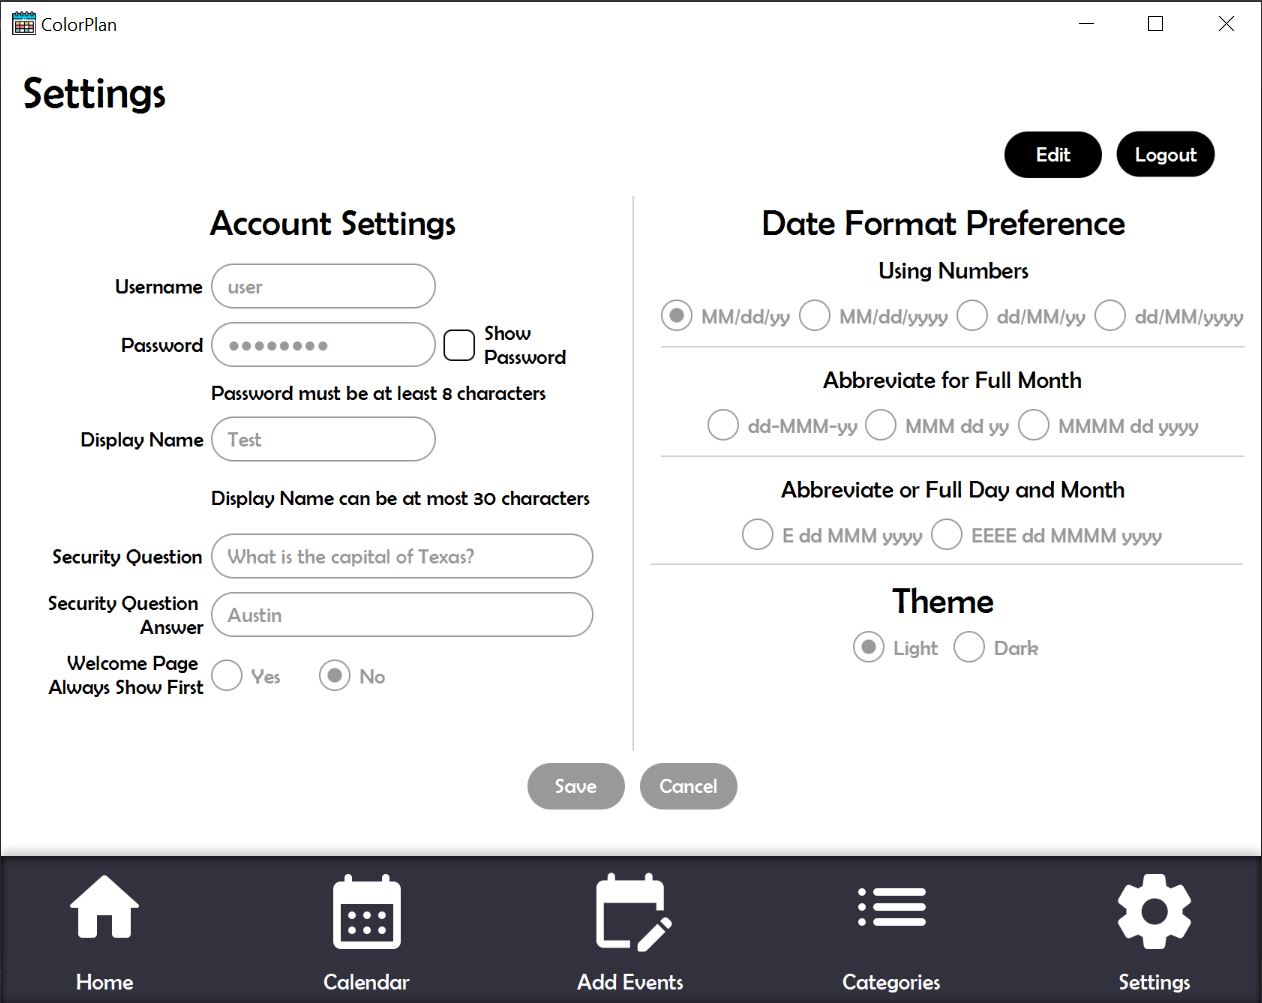 ColorPlan
Settings
Edit
Logout
Account Settings
Username
user
Password
●●●●●●●●
Show
Password
Password must be at least 8 characters
Display Name
Test
Display Name can be at most 30 characters
Security Question
What is the capital of Texas?
Security Question
Answer
Austin
Welcome Page
Always Show First
Yes
No
Date Format Preference
Using Numbers
MM/dd/yy
MM/dd/yyyy
dd/MM/yy
dd/MM/yyyy
Abbreviate for Full Month
dd-MMM-yy
MMM dd yy
MMMM dd yyyy
Abbreviate or Full Day and Month
E dd MMM yyyy
EEEE dd MMMM yyyy
Theme
Light
Dark
Save
Cancel
Home
Calendar
Add Events
Categories
Settings